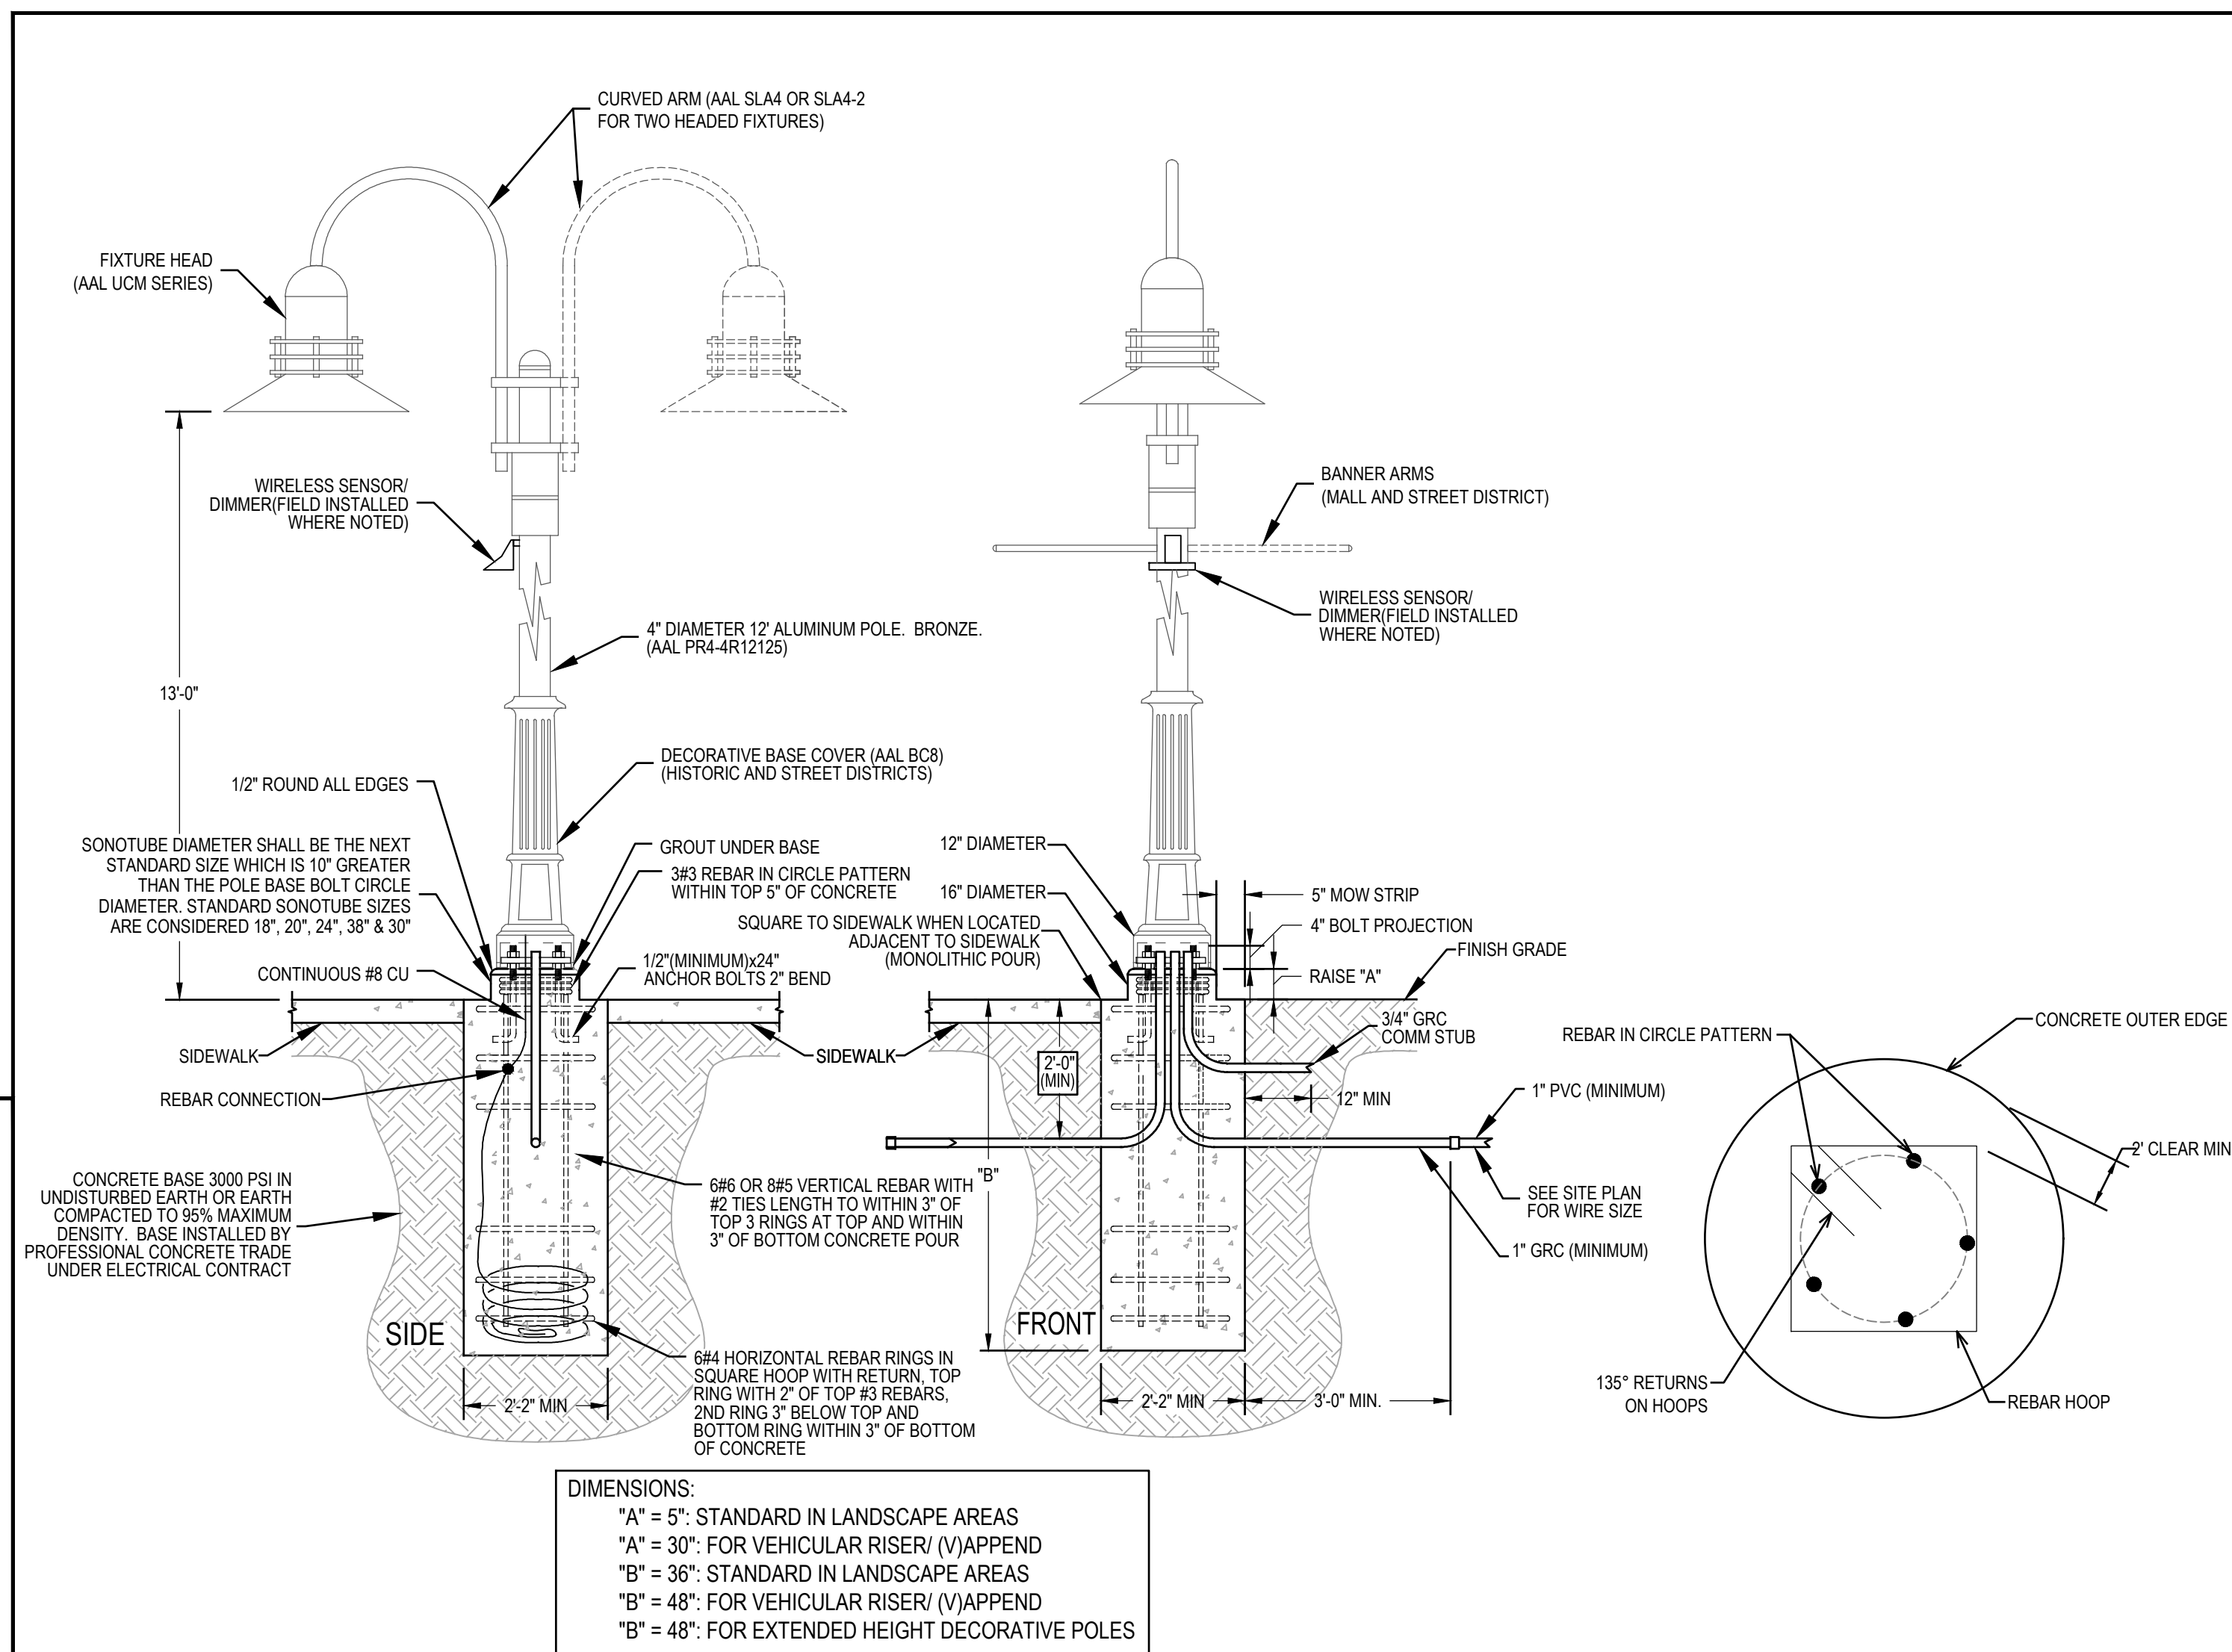 CURVED ARM (AAL SLA4 OR SLA4-2
FOR TWO HEADED FIXTURES)
FIXTURE HEAD
(AAL UCM SERIES)
WIRELESS SENSOR/
DIMMER(FIELD INSTALLED
WHERE NOTED)
4" DIAMETER 12' ALUMINUM POLE. BRONZE.
(AAL PR4-4R12125)
13'-0"
DECORATIVE BASE COVER (AAL BC8)
(HISTORIC AND STREET DISTRICTS)
1/2" ROUND ALL EDGES
SONOTUBE DIAMETER SHALL BE THE NEXT
STANDARD SIZE WHICH IS 10" GREATER
THAN THE POLE BASE BOLT CIRCLE
DIAMETER. STANDARD SONOTUBE SIZES
ARE CONSIDERED 18", 20", 24", 38" & 30"
GROUT UNDER BASE
3#3 REBAR IN CIRCLE PATTERN
WITHIN TOP 5" OF CONCRETE
CONTINUOUS #8 CU
1/2"(MINIMUM)x24"
ANCHOR BOLTS 2" BEND
SIDEWALK
SIDEWALK
REBAR CONNECTION
CONCRETE BASE 3000 PSI IN
UNDISTURBED EARTH OR EARTH
COMPACTED TO 95% MAXIMUM
DENSITY. BASE INSTALLED BY
PROFESSIONAL CONCRETE TRADE
UNDER ELECTRICAL CONTRACT
6#6 OR 8#5 VERTICAL REBAR WITH
#2 TIES LENGTH TO WITHIN 3" OF
TOP 3 RINGS AT TOP AND WITHIN
3" OF BOTTOM CONCRETE POUR
SIDE
6#4 HORIZONTAL REBAR RINGS IN
SQUARE HOOP WITH RETURN, TOP
RING WITH 2" OF TOP #3 REBARS,
2ND RING 3" BELOW TOP AND
BOTTOM RING WITHIN 3" OF BOTTOM
OF CONCRETE
2'-2" MIN
BANNER ARMS
(MALL AND STREET DISTRICT)
WIRELESS SENSOR/
DIMMER(FIELD INSTALLED
WHERE NOTED)
12" DIAMETER
16" DIAMETER
SQUARE TO SIDEWALK WHEN LOCATED
ADJACENT TO SIDEWALK
(MONOLITHIC POUR)
5" MOW STRIP
4" BOLT PROJECTION
FINISH GRADE
RAISE "A"
3/4" GRC
COMM STUB
2'-0"
(MIN)
12" MIN
1" PVC (MINIMUM)
"B"
SEE SITE PLAN
FOR WIRE SIZE
1" GRC (MINIMUM)
FRONT
2'-2" MIN
3'-0" MIN.
REBAR IN CIRCLE PATTERN
CONCRETE OUTER EDGE
2' CLEAR MIN
135° RETURNS
ON HOOPS
REBAR HOOP
DIMENSIONS:
"A" = 5": STANDARD IN LANDSCAPE AREAS
"A" = 30": FOR VEHICULAR RISER/ (V)APPEND
"B" = 36": STANDARD IN LANDSCAPE AREAS
"B" = 48": FOR VEHICULAR RISER/ (V)APPEND
"B" = 48": FOR EXTENDED HEIGHT DECORATIVE POLES